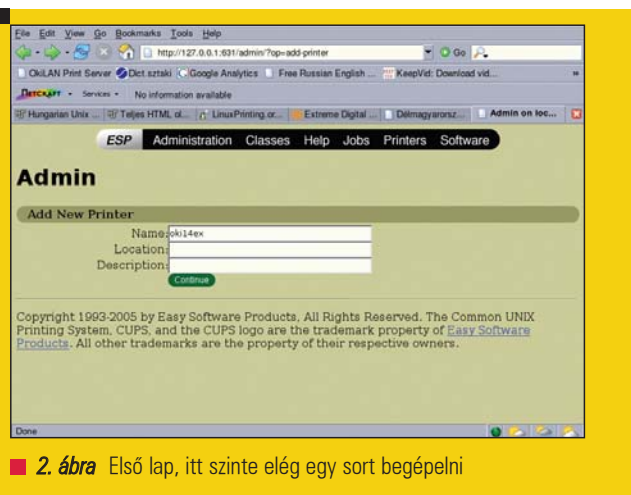 File Edit View Go Bookmarks Tools Help
http://127.0.0.1:631/admin/?op=add-printer Go
OkiLAN Print Server Dict.sztaki Google Analytics Free Russian English ... KeepVid: Download vid...
NETCRAFT Services No information available
Hungarian Unix ... Teljes HTML ol... LinuxPrinting.or... Extreme Digital ... Délmagyarorsz... Admin on loc...
ESP Administration Classes Help Jobs Printers Software
Admin
Add New Printer
Name: oki14ex
Location:
Description:
Continue
Copyright 1993-2005 by Easy Software Products, All Rights Reserved. The Common UNIX
Printing System, CUPS, and the CUPS logo are the trademark property of Easy Software
Products. All other trademarks are the property of their respective owners.
Done
2. ábra Első lap, itt szinte elég egy sort begépelni